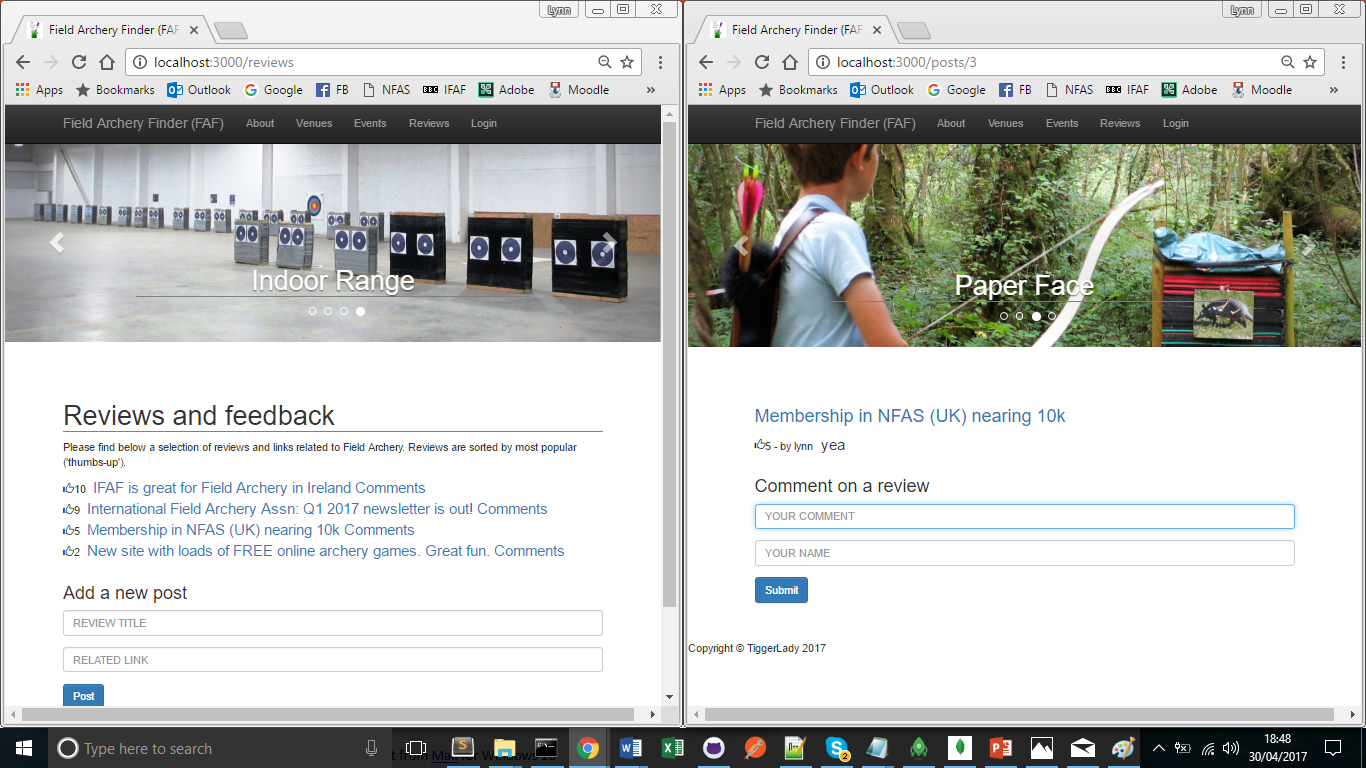 Lynn
Field Archery Finder (FAF
localhost:3000/reviews
Apps Bookmarks Outlook Google FB NFAS IFAF Adobe Moodle »
Field Archery Finder (FAF) About Venues Events Reviews Login
Indoor Range
Reviews and feedback
Please find below a selection of reviews and links related to Field Archery. Reviews are sorted by most popular
('thumbs-up').
10 IFAF is great for Field Archery in Ireland Comments
9 International Field Archery Assn: Q1 2017 newsletter is out! Comments
5 Membership in NFAS (UK) nearing 10k Comments
2 New site with loads of FREE online archery games. Great fun. Comments
Add a new post
REVIEW TITLE
RELATED LINK
Post
Lynn
Field Archery Finder (FAF
localhost:3000/posts/3
Apps Bookmarks Outlook Google FB NFAS IFAF Adobe Moodle »
Field Archery Finder (FAF) About Venues Events Reviews Login
Paper Face
Membership in NFAS (UK) nearing 10k
5 - by lynn yea
Comment on a review
YOUR COMMENT
YOUR NAME
Submit
Copyright © TiggerLady 2017
Type here to search
18:48
30/04/2017